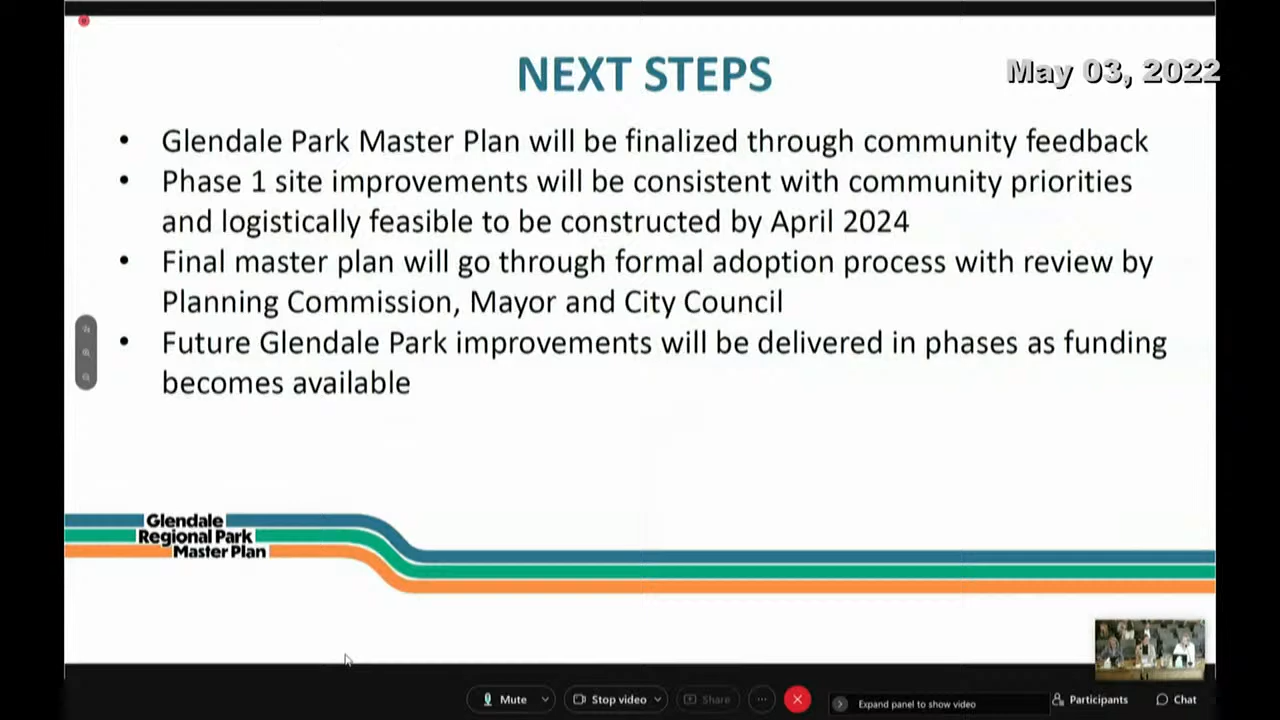 NEXT STEPS
May 03, 2022
• Glendale Park Master Plan will be finalized through community feedback
• Phase 1 site improvements will be consistent with community priorities
and logistically feasible to be constructed by April 2024
• Final master plan will go through formal adoption process with review by
Planning Commission, Mayor and City Council
• Future Glendale Park improvements will be delivered in phases as funding
becomes available
Glendale
Regional Park
Master Plan
Mute
Stop video
Share
Expand panel to show video
Participants
Chat